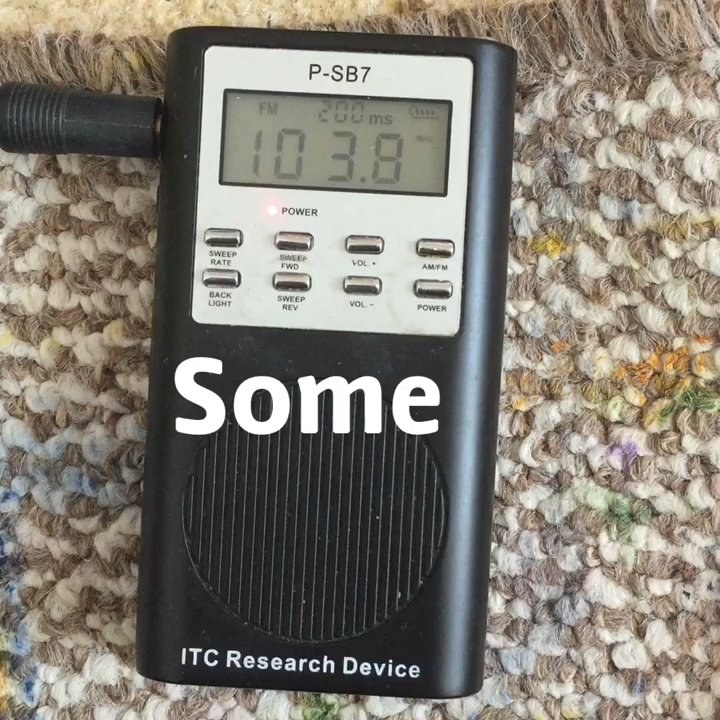 P-SB7
FM 200 ms
103.8
POWER
SWEEP RATE
SWEEP FWD
VOL. +
AM/FM
BACK LIGHT
SWEEP REV
VOL. -
POWER
Some
ITC Research Device